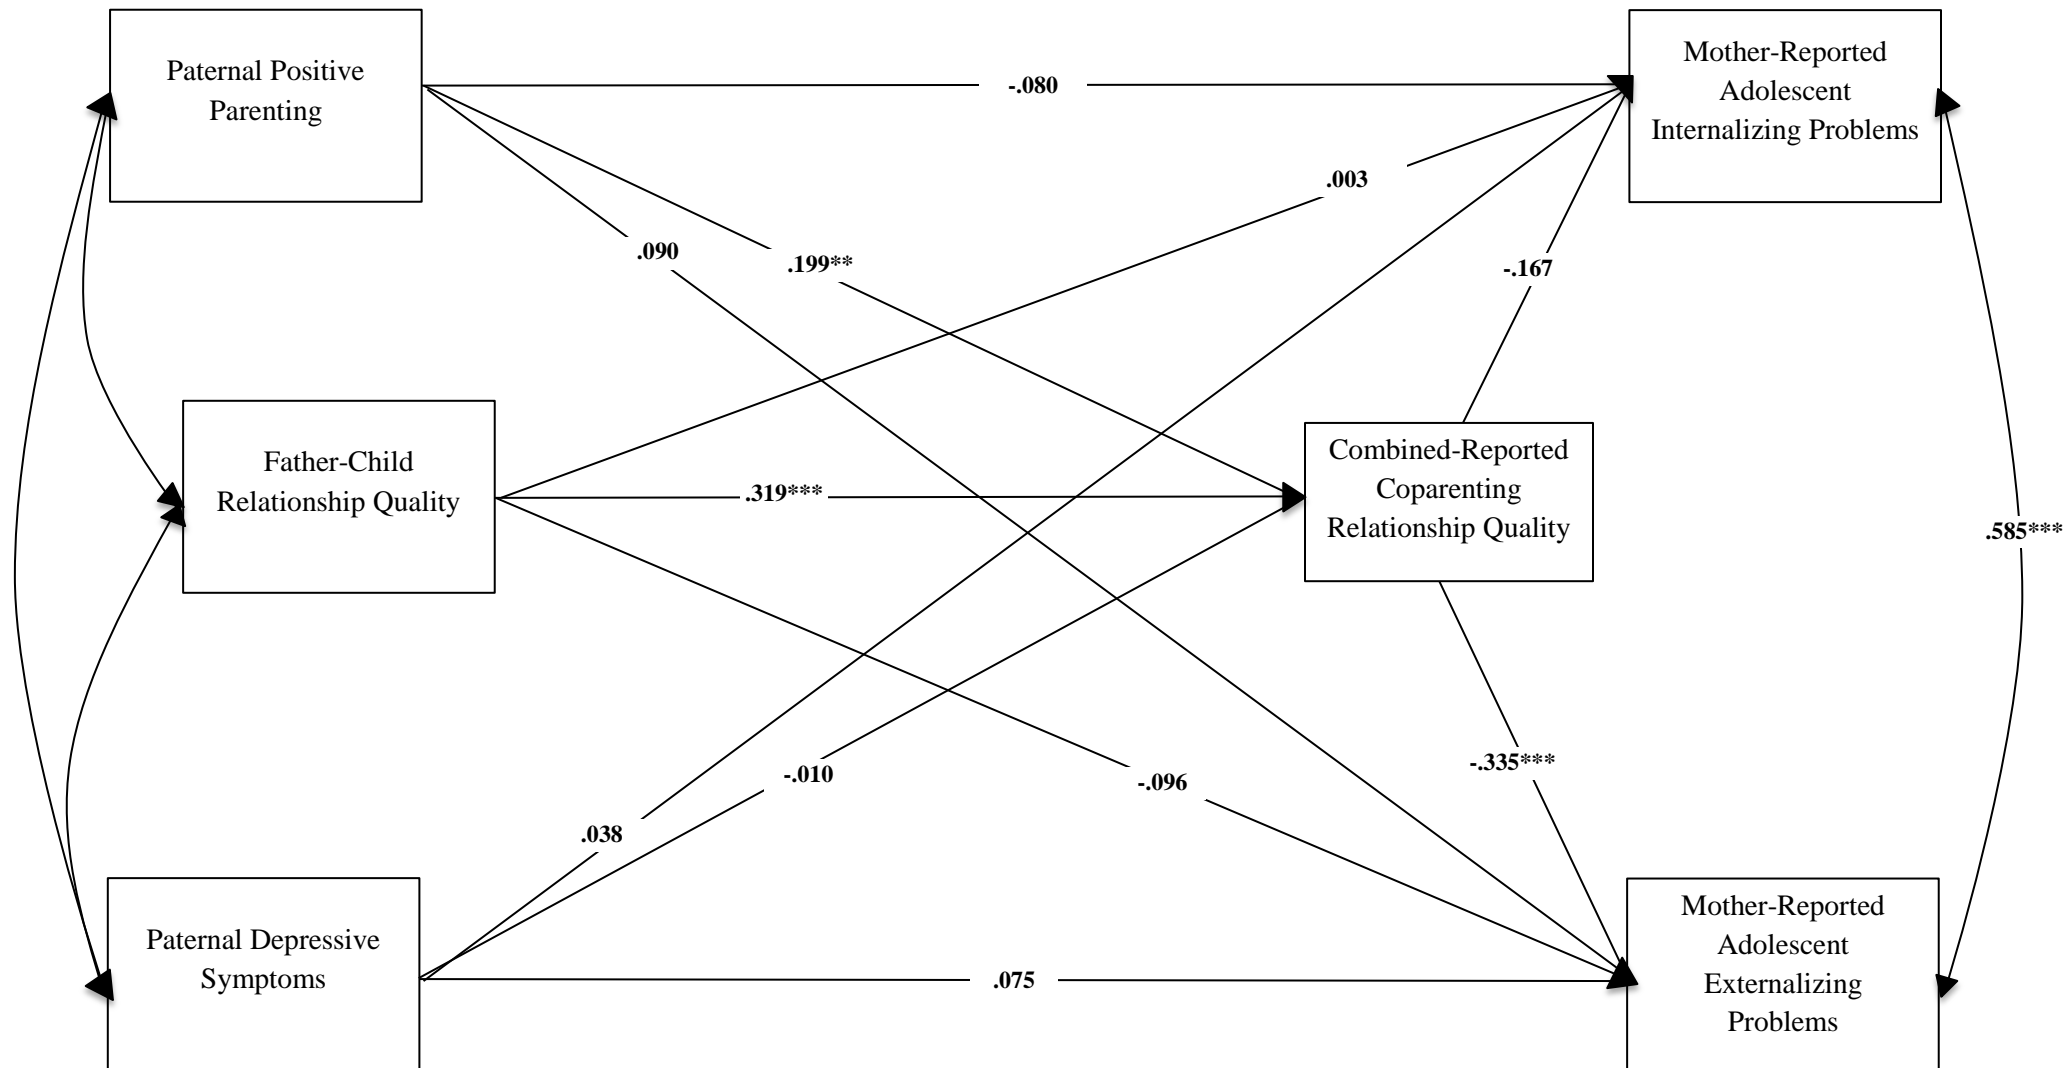 Paternal Positive
Parenting
-.080
Mother-Reported
Adolescent
Internalizing Problems
.003
.090
.199**
-.167
Father-Child
Relationship Quality
.319***
Combined-Reported
Coparenting
Relationship Quality
.585***
-.335***
-.010
-.096
.038
Paternal Depressive
Symptoms
.075
Mother-Reported
Adolescent
Externalizing
Problems